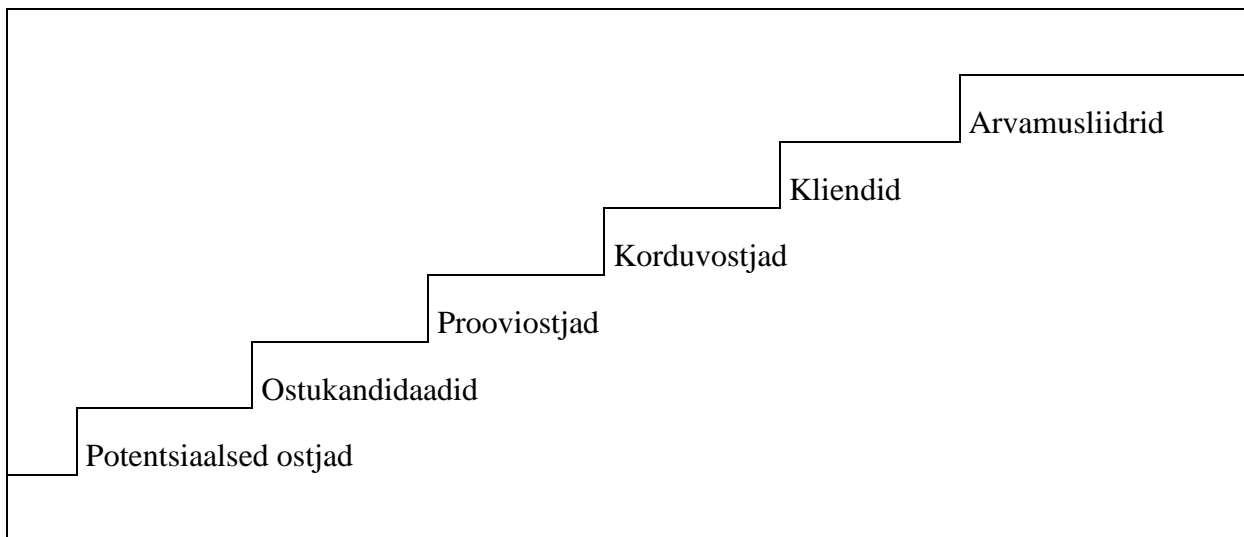 Arvamusliidrid
Kliendid
Korduvostjad
Prooviostjad
Ostukandidaadid
Potentsiaalsed ostjad